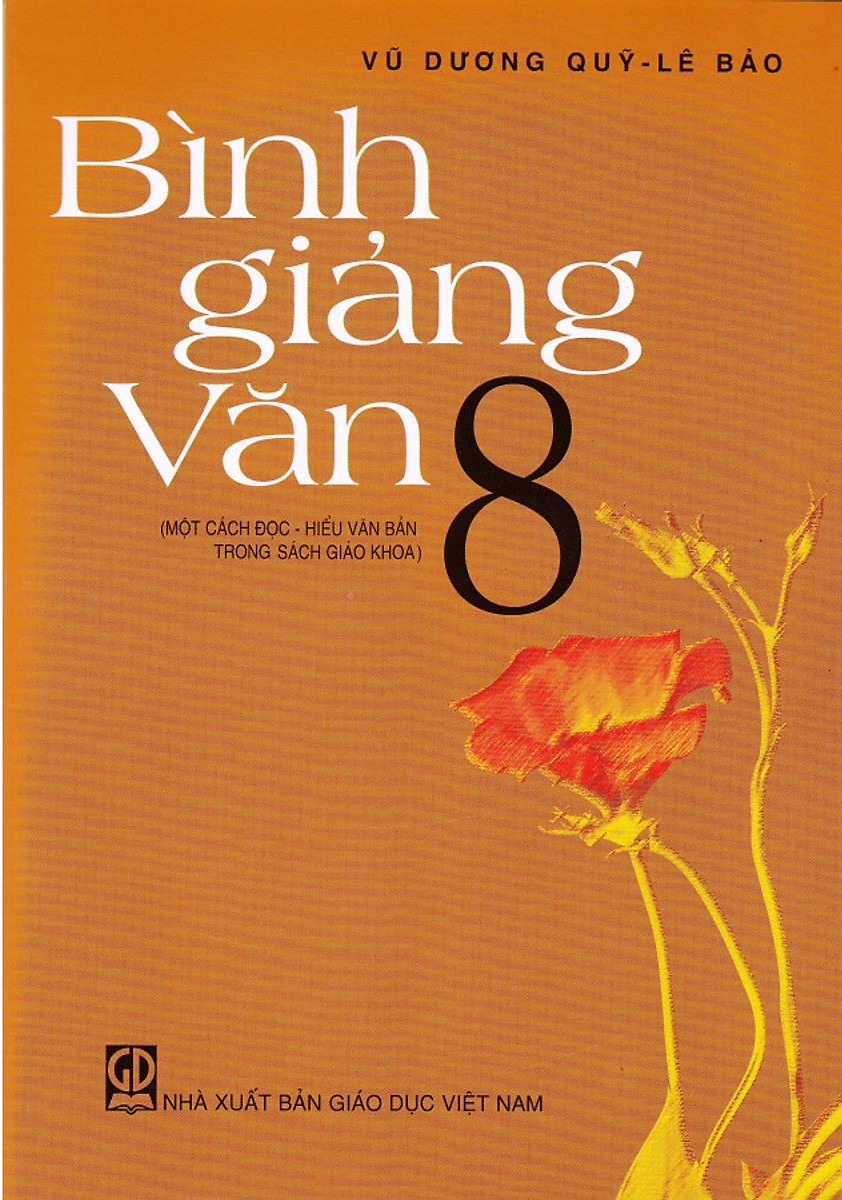 VŨ DƯƠNG QUỸ-LÊ BẢO
Bình
giảng
Văn 8
(MỘT CÁCH ĐỌC - HIỂU VĂN BẢN
TRONG SÁCH GIÁO KHOA)
GD
NHÀ XUẤT BẢN GIÁO DỤC VIỆT NAM